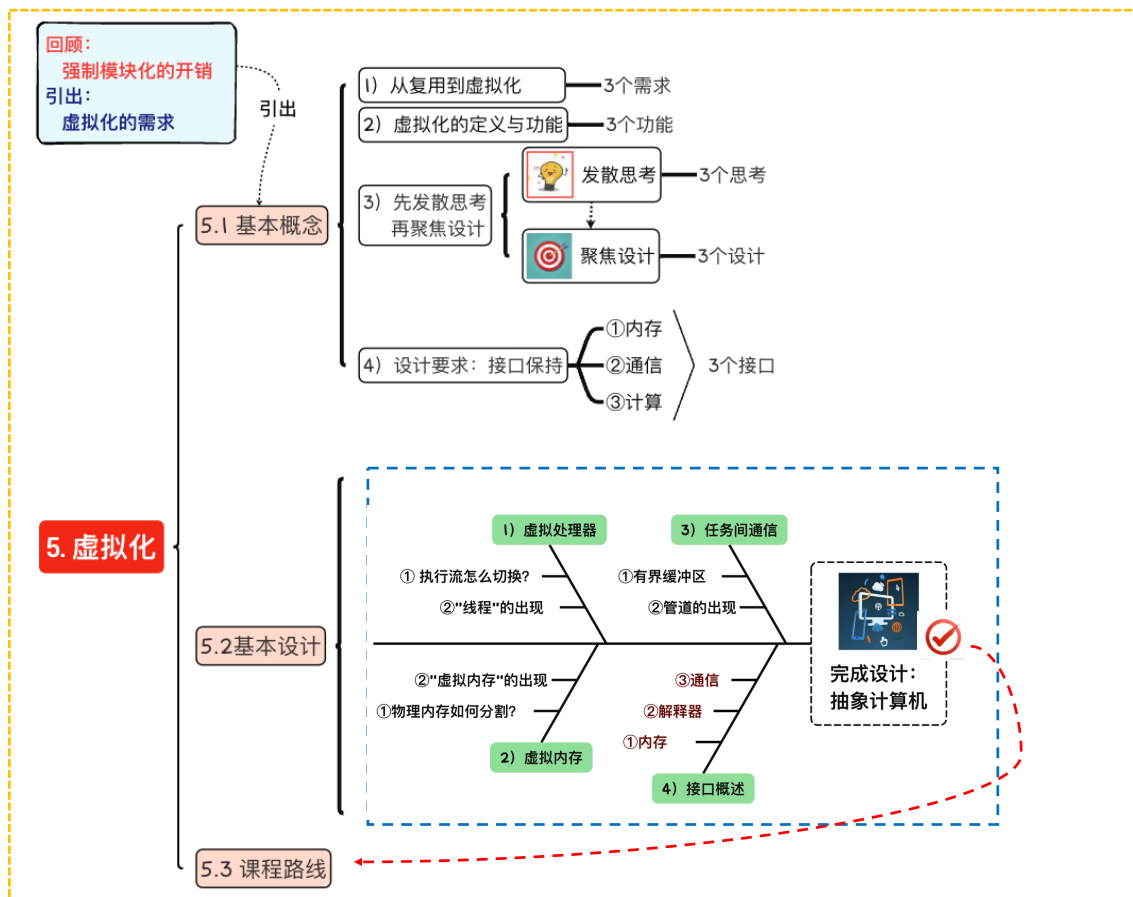 回顾：
强制模块化的开销
引出：
虚拟化的需求
引出
5. 虚拟化
5.1 基本概念
1）从复用到虚拟化
3个需求
2）虚拟化的定义与功能
3个功能
3）先发散思考
再聚焦设计
发散思考
3个思考
聚焦设计
3个设计
4）设计要求：接口保持
①内存
②通信
③计算
3个接口
5.2基本设计
1）虚拟处理器
① 执行流怎么切换?
②"线程"的出现
3）任务间通信
①有界缓冲区
②管道的出现
②"虚拟内存"的出现
①物理内存如何分割?
2）虚拟内存
③通信
②解释器
①内存
4）接口概述
完成设计：
抽象计算机
5.3 课程路线